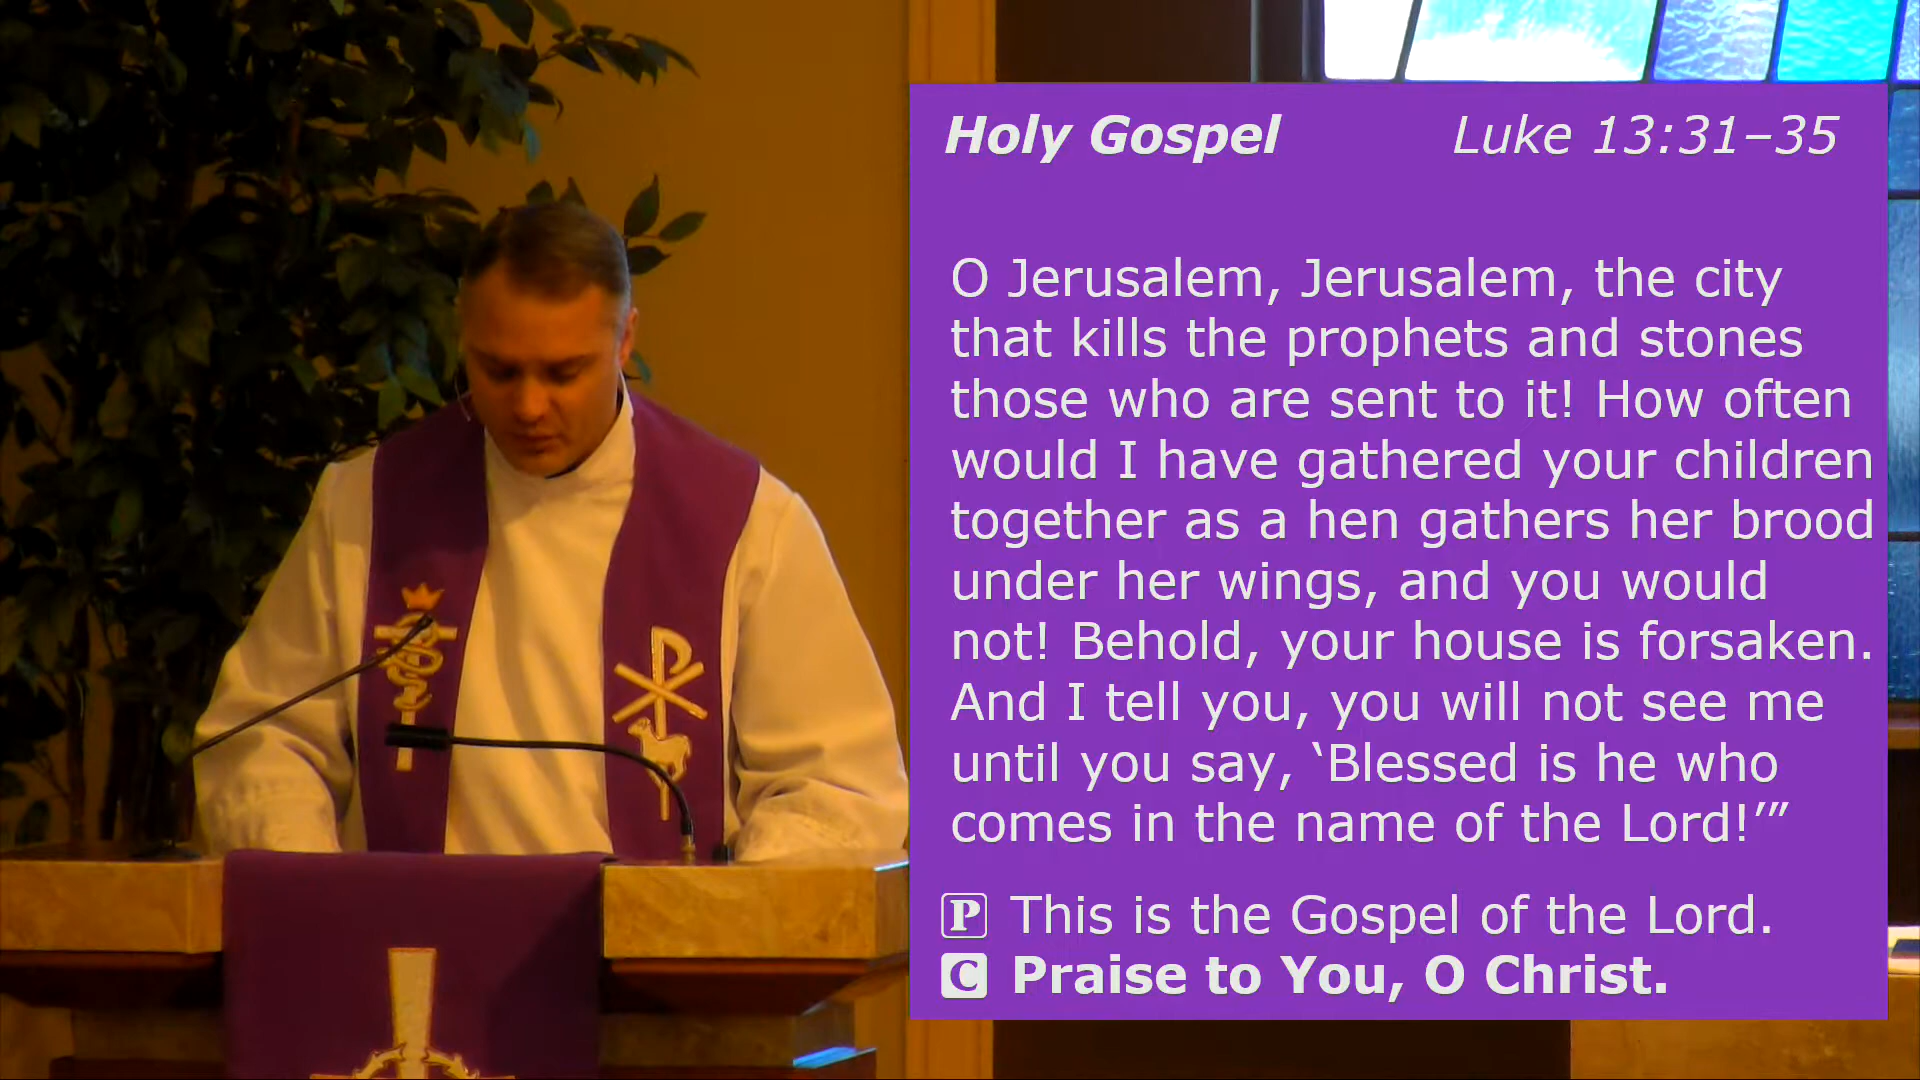 Holy Gospel Luke 13:31–35
O Jerusalem, Jerusalem, the city
that kills the prophets and stones
those who are sent to it! How often
would I have gathered your children
together as a hen gathers her brood
under her wings, and you would
not! Behold, your house is forsaken.
And I tell you, you will not see me
until you say, ‘Blessed is he who
comes in the name of the Lord!’”
P This is the Gospel of the Lord.
C Praise to You, O Christ.